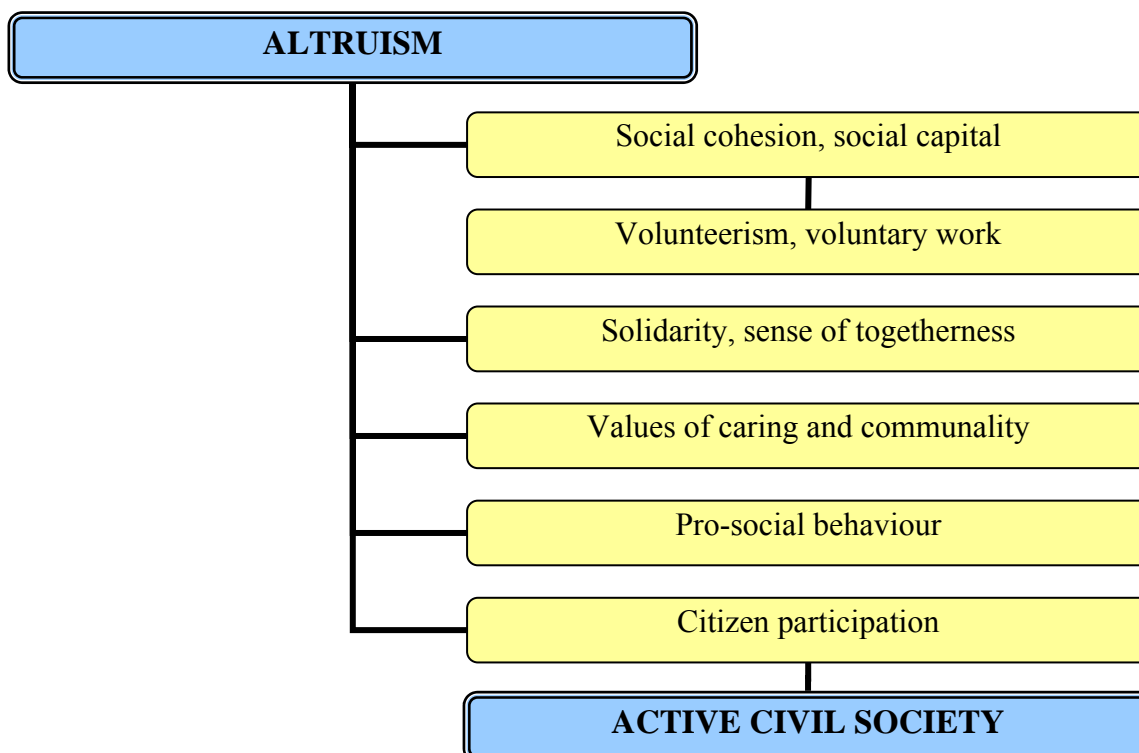 ALTRUISM
Social cohesion, social capital
Volunteerism, voluntary work
Solidarity, sense of togetherness
Values of caring and communality
Pro-social behaviour
Citizen participation
ACTIVE CIVIL SOCIETY